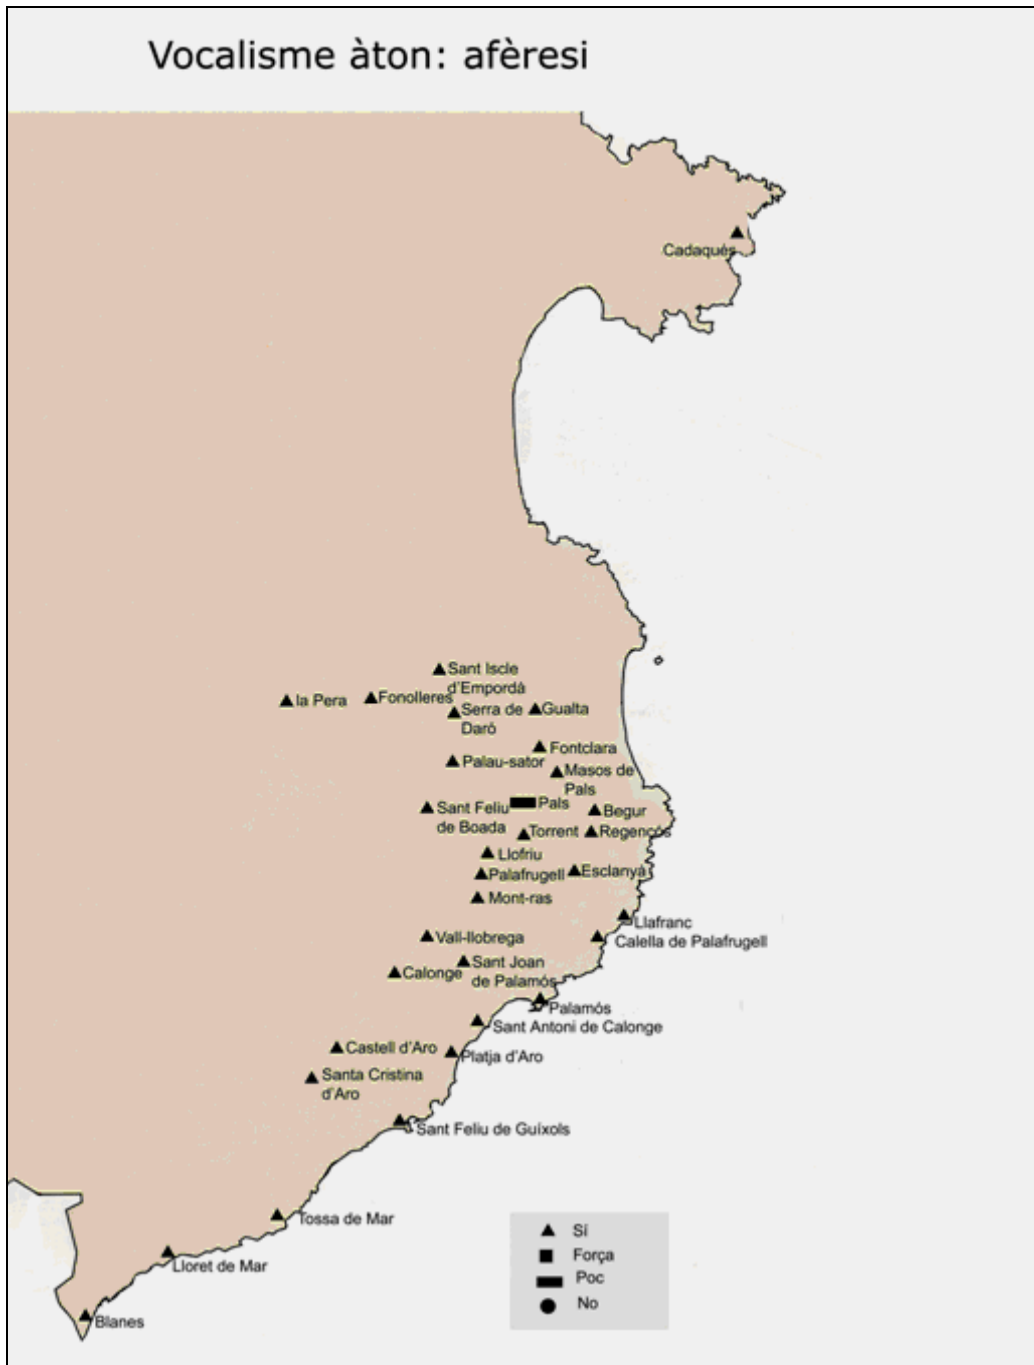 Vocalisme àton: afèresi
Cadaqués
Sant Iscle
d'Empordà
la Pera
Fonolleres
Serra de
Daró
Gualta
Fontclara
Palau-sator
Masos de
Pals
Sant Feliu
de Boada
Pals
Begur
Torrent
Regencós
Llofriu
Palafrugell
Esclanyà
Mont-ras
Llafranc
Vall-llobrega
Calella de Palafrugell
Sant Joan
de Palamós
Calonge
Palamós
Sant Antoni de Calonge
Castell d'Aro
Platja d'Aro
Santa Cristina
d'Aro
Sant Feliu de Guíxols
Tossa de Mar
Lloret de Mar
Blanes
Sí
Força
Poc
No